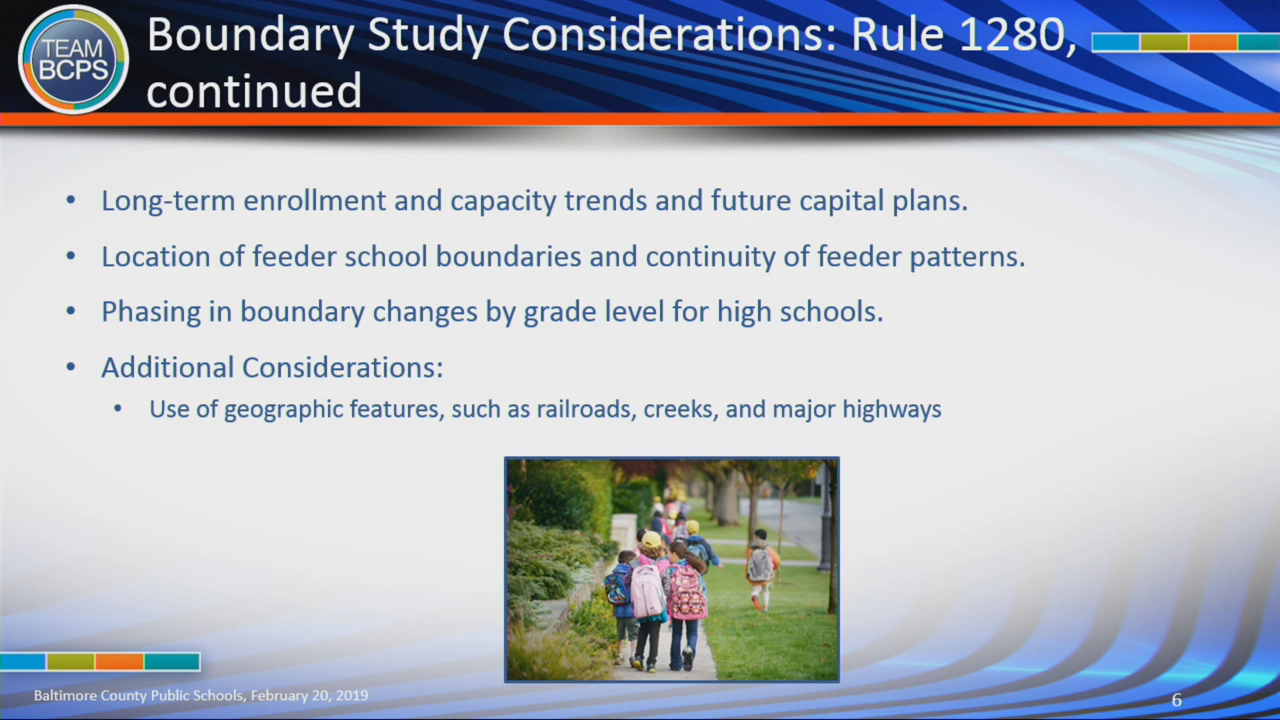 TEAM
BCPS
Boundary Study Considerations: Rule 1280,
continued
• Long-term enrollment and capacity trends and future capital plans.
• Location of feeder school boundaries and continuity of feeder patterns.
• Phasing in boundary changes by grade level for high schools.
• Additional Considerations:
• Use of geographic features, such as railroads, creeks, and major highways
Baltimore County Public Schools, February 20, 2019
6